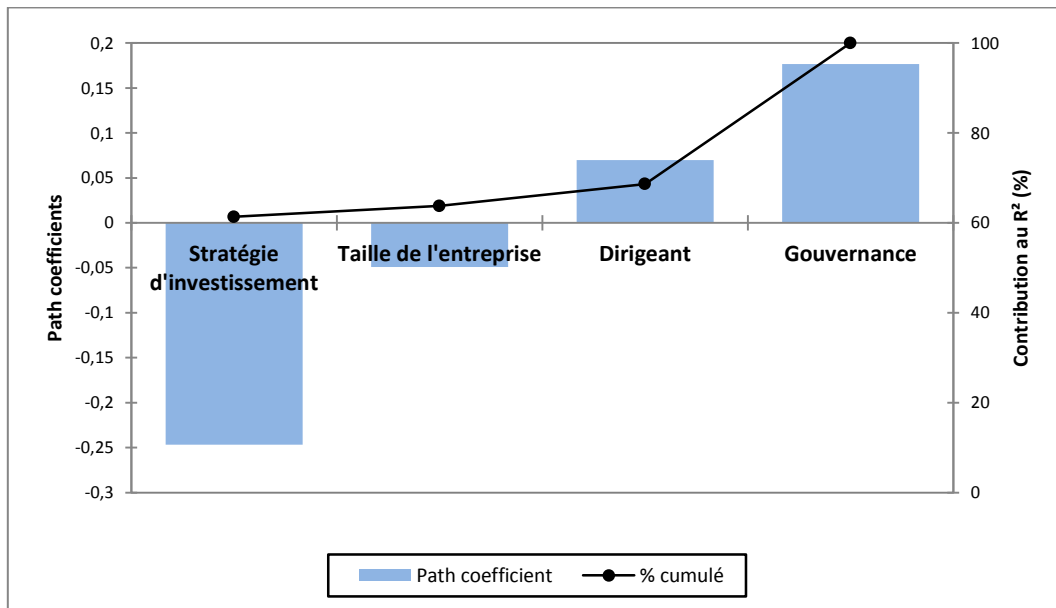 0,2
0,15
0,1
0,05
0
-0,05
-0,1
-0,15
-0,2
-0,25
-0,3
Path coefficients
Stratégie
d'investissement
Taille de l'entreprise
Dirigeant
Gouvernance
100
80
60
40
20
0
Contribution au R² (%)
Path coefficient
% cumulé